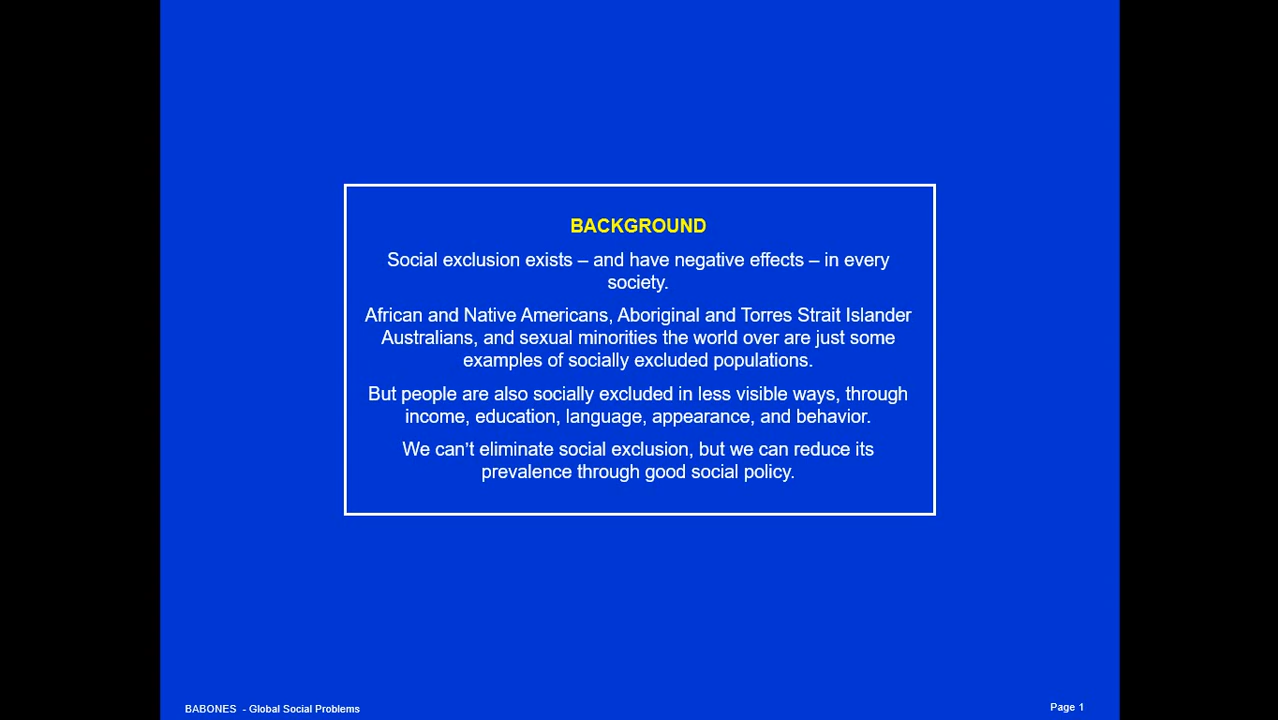 BACKGROUND
Social exclusion exists – and have negative effects – in every
society.
African and Native Americans, Aboriginal and Torres Strait Islander
Australians, and sexual minorities the world over are just some
examples of socially excluded populations.
But people are also socially excluded in less visible ways, through
income, education, language, appearance, and behavior.
We can’t eliminate social exclusion, but we can reduce its
prevalence through good social policy.
BABONES - Global Social Problems
Page 1